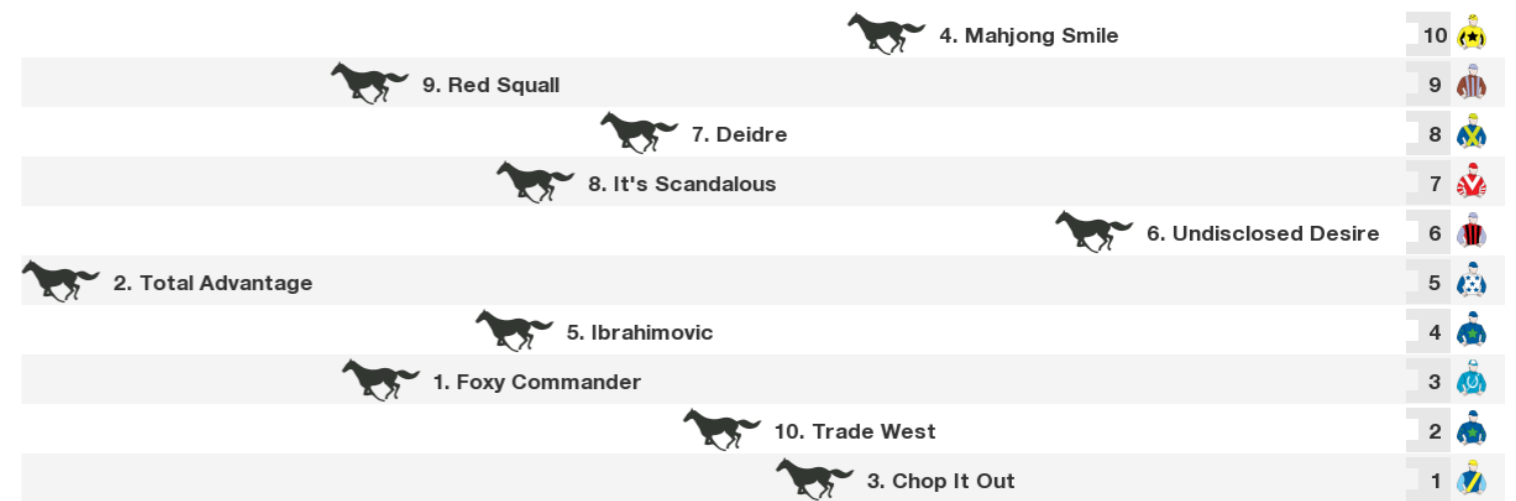 4. Mahjong Smile 10
9. Red Squall 9
7. Deidre 8
8. It's Scandalous 7
6. Undisclosed Desire 6
2. Total Advantage 5
5. Ibrahimovic 4
1. Foxy Commander 3
10. Trade West 2
3. Chop It Out 1